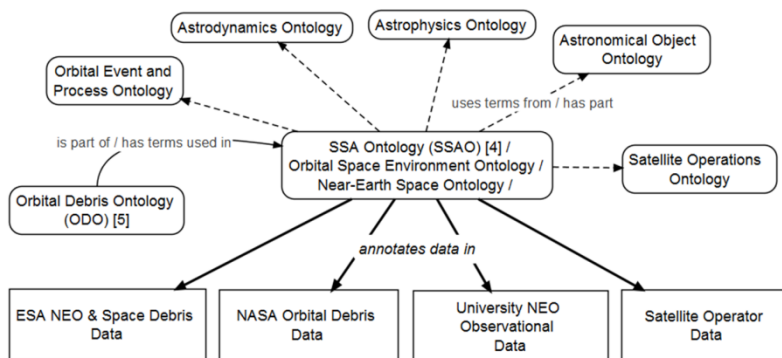 Astrodynamics Ontology
Astrophysics Ontology
Astronomical Object
Ontology
Orbital Event and
Process Ontology
uses terms from / has part
is part of / has terms used in
SSA Ontology (SSAO) [4] /
Orbital Space Environment Ontology /
Near-Earth Space Ontology /
Satellite Operations
Ontology
Orbital Debris Ontology
(ODO) [5]
annotates data in
ESA NEO & Space Debris
Data
NASA Orbital Debris
Data
University NEO
Observational
Data
Satellite Operator
Data